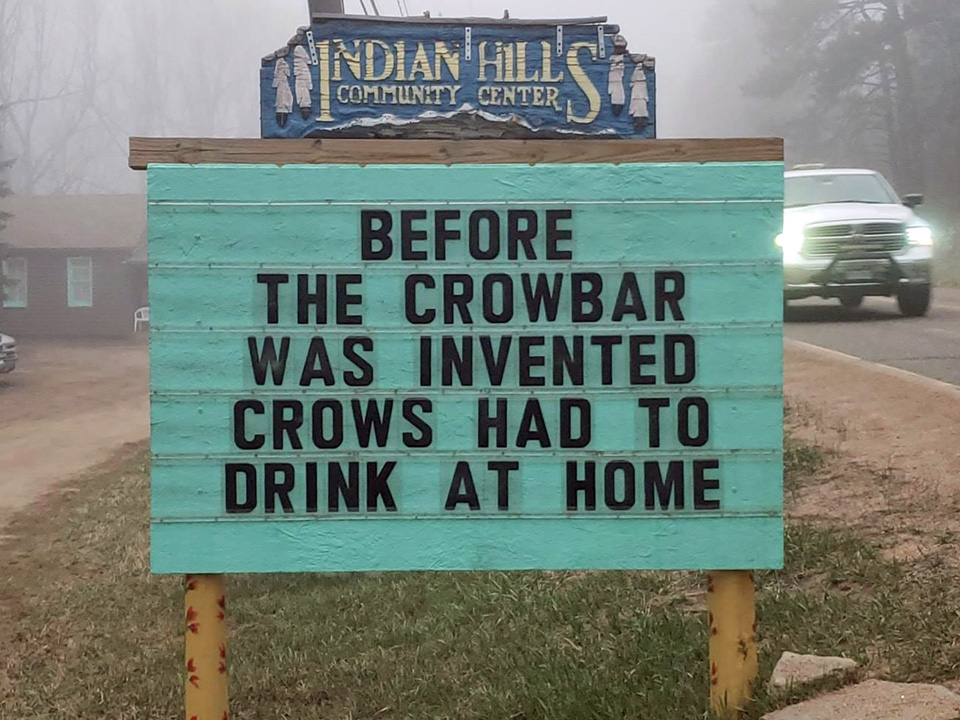 INDIAN HILLS
COMMUNITY CENTER
BEFORE
THE CROWBAR
WAS INVENTED
CROWS HAD TO
DRINK AT HOME